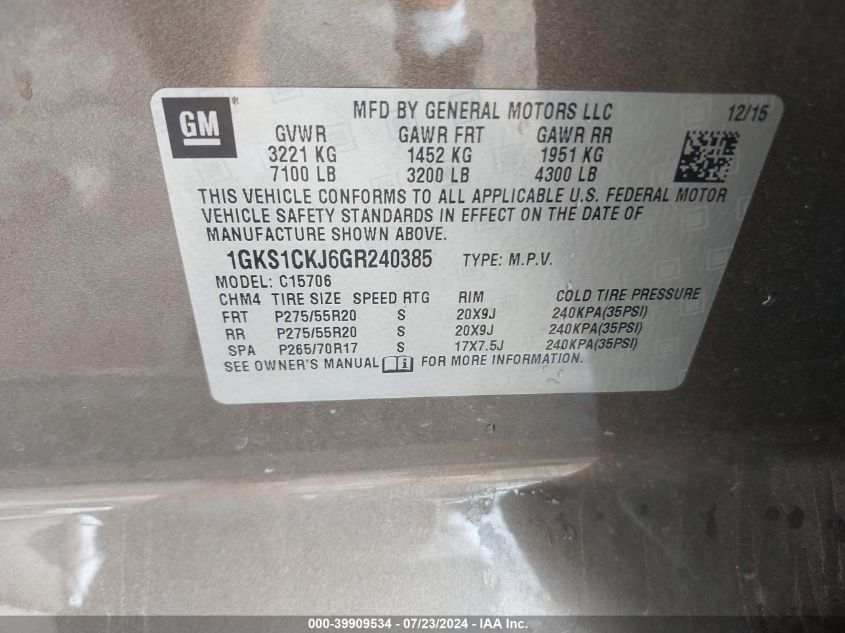 GM®
MFD BY GENERAL MOTORS LLC 12/15
GVWR GAWR FRT GAWR RR
3221 KG 1452 KG 1951 KG
7100 LB 3200 LB 4300 LB
THIS VEHICLE CONFORMS TO ALL APPLICABLE U.S. FEDERAL MOTOR
VEHICLE SAFETY STANDARDS IN EFFECT ON THE DATE OF
MANUFACTURE SHOWN ABOVE.
1GKS1CKJ6GR240385 TYPE: M.P.V.
MODEL: C15706
CHM4 TIRE SIZE SPEED RTG RIM COLD TIRE PRESSURE
FRT P275/55R20 S 20X9J 240KPA(35PSI)
RR P275/55R20 S 20X9J 240KPA(35PSI)
SPA P265/70R17 S 17X7.5J 240KPA(35PSI)
SEE OWNER'S MANUAL FOR MORE INFORMATION.
000-39909534 / 07/23/2024 - IAA Inc.